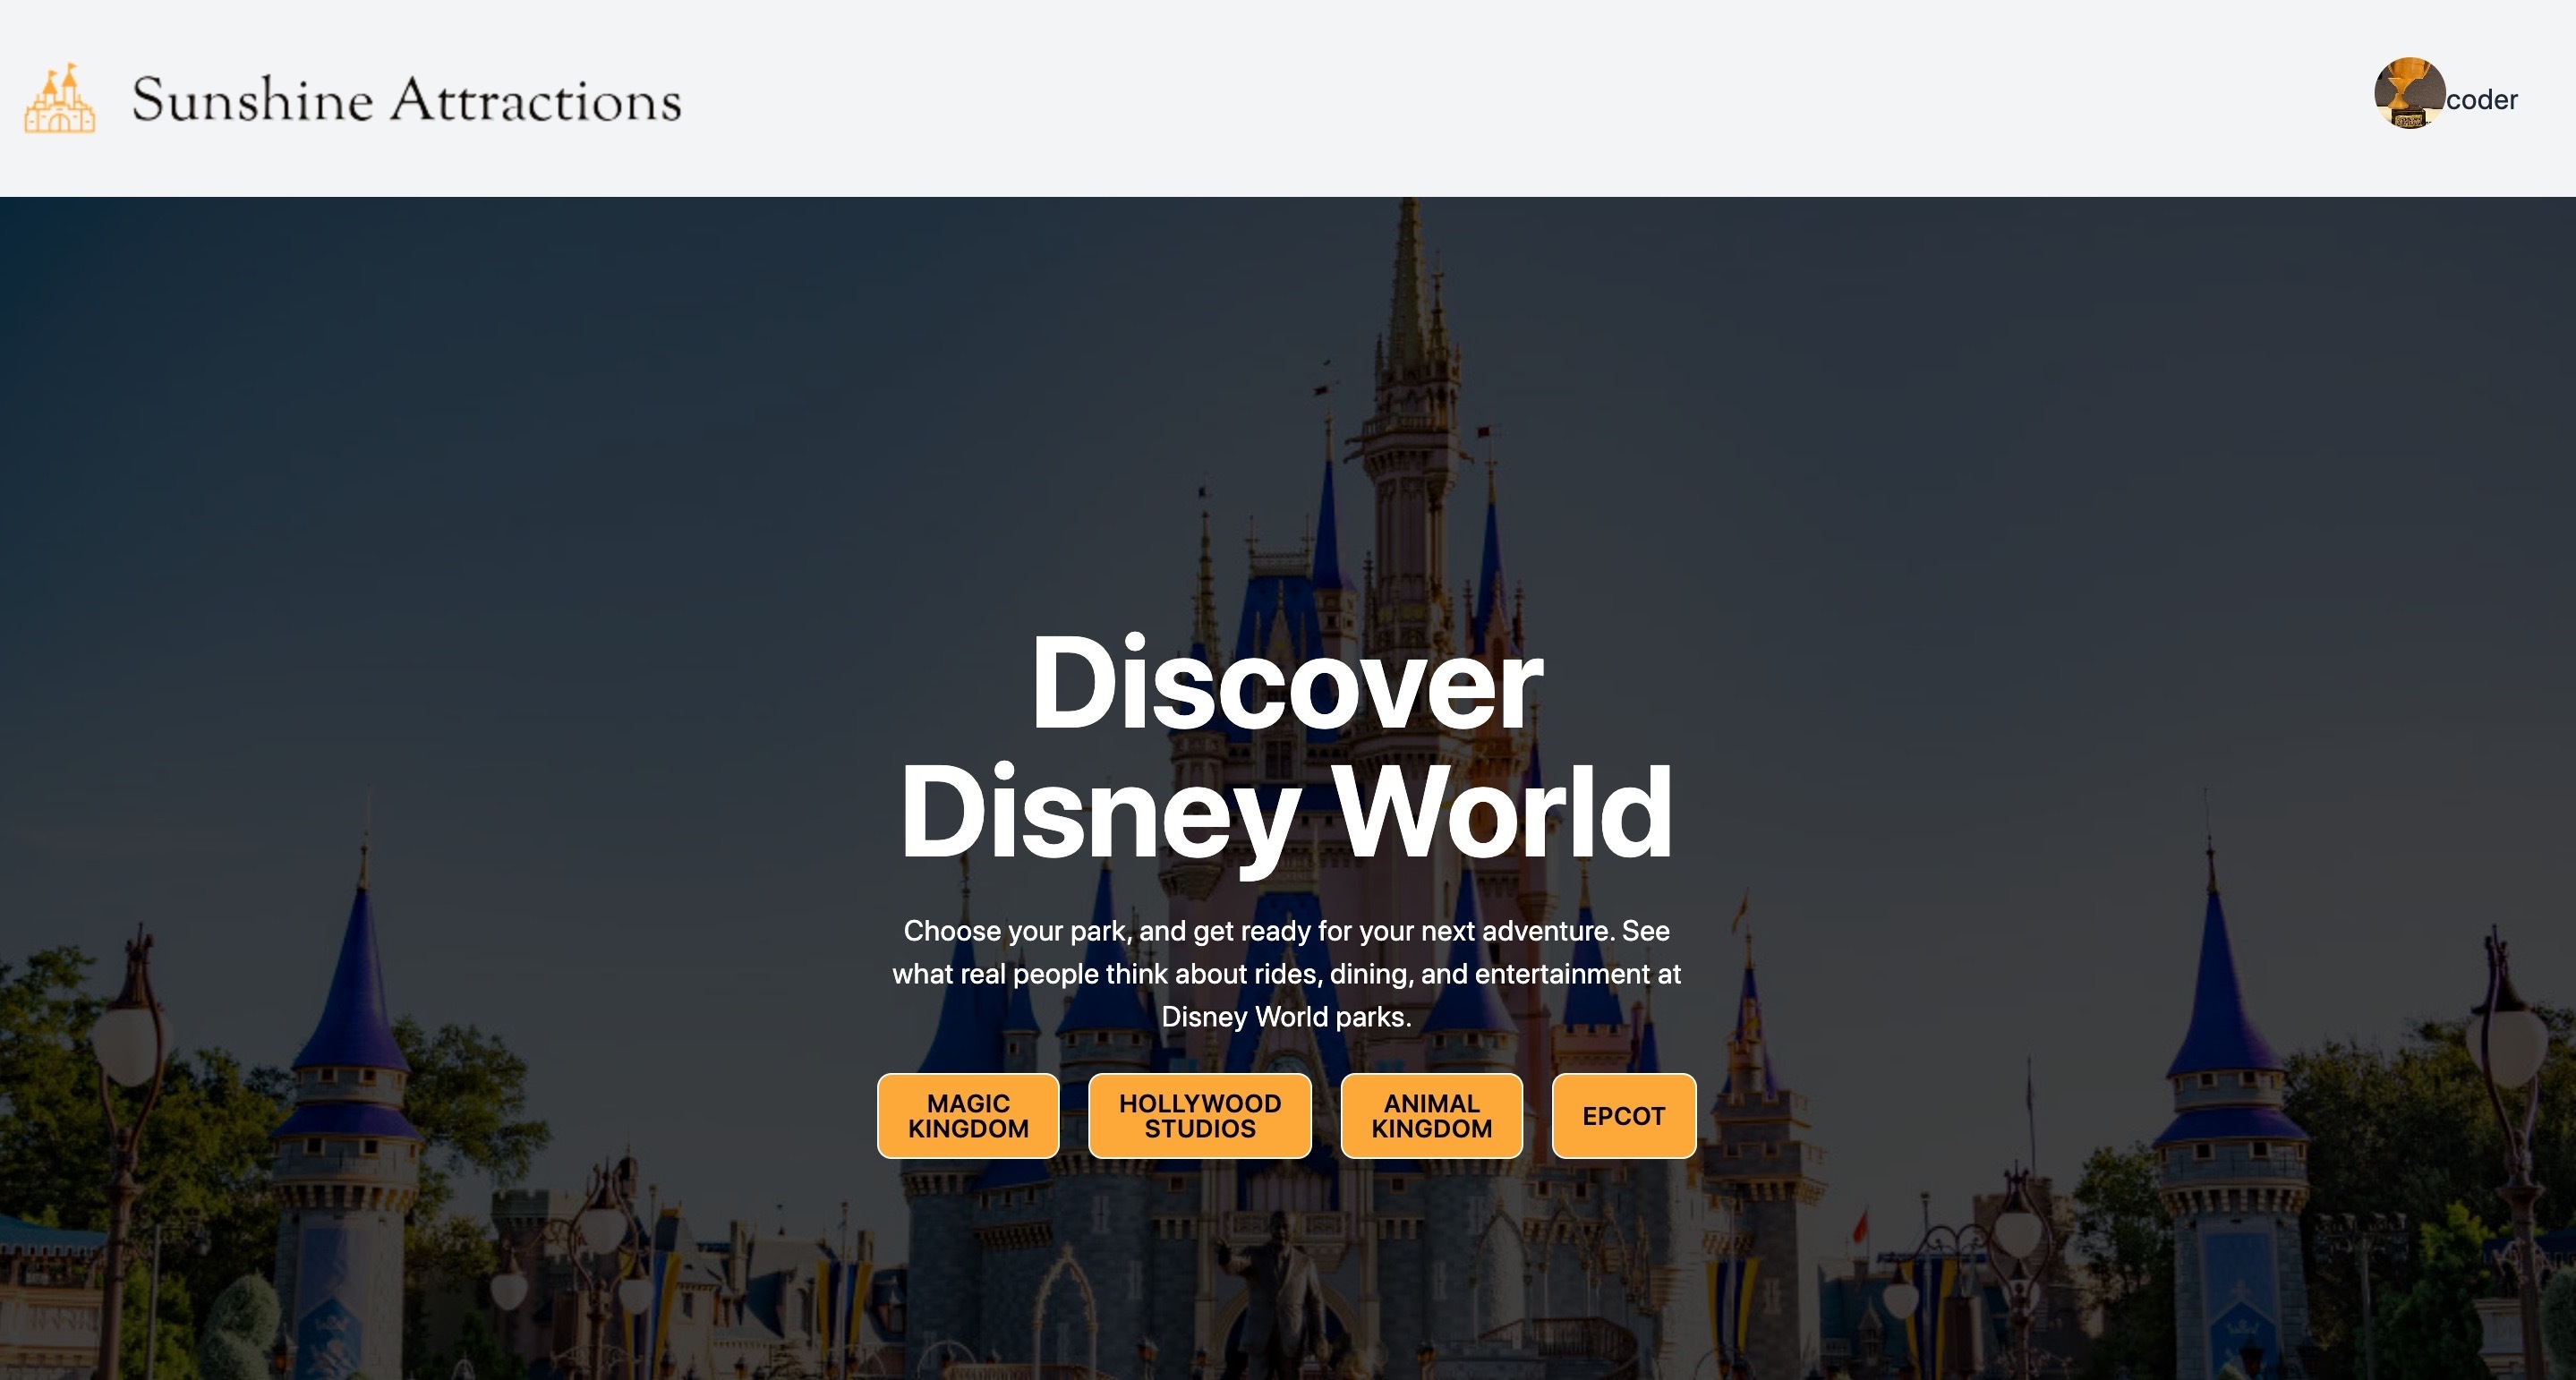 Sunshine Attractions
coder
Discover
Disney World
Choose your park, and get ready for your next adventure. See
what real people think about rides, dining, and entertainment at
Disney World parks.
MAGIC
KINGDOM
HOLLYWOOD
STUDIOS
ANIMAL
KINGDOM
EPCOT